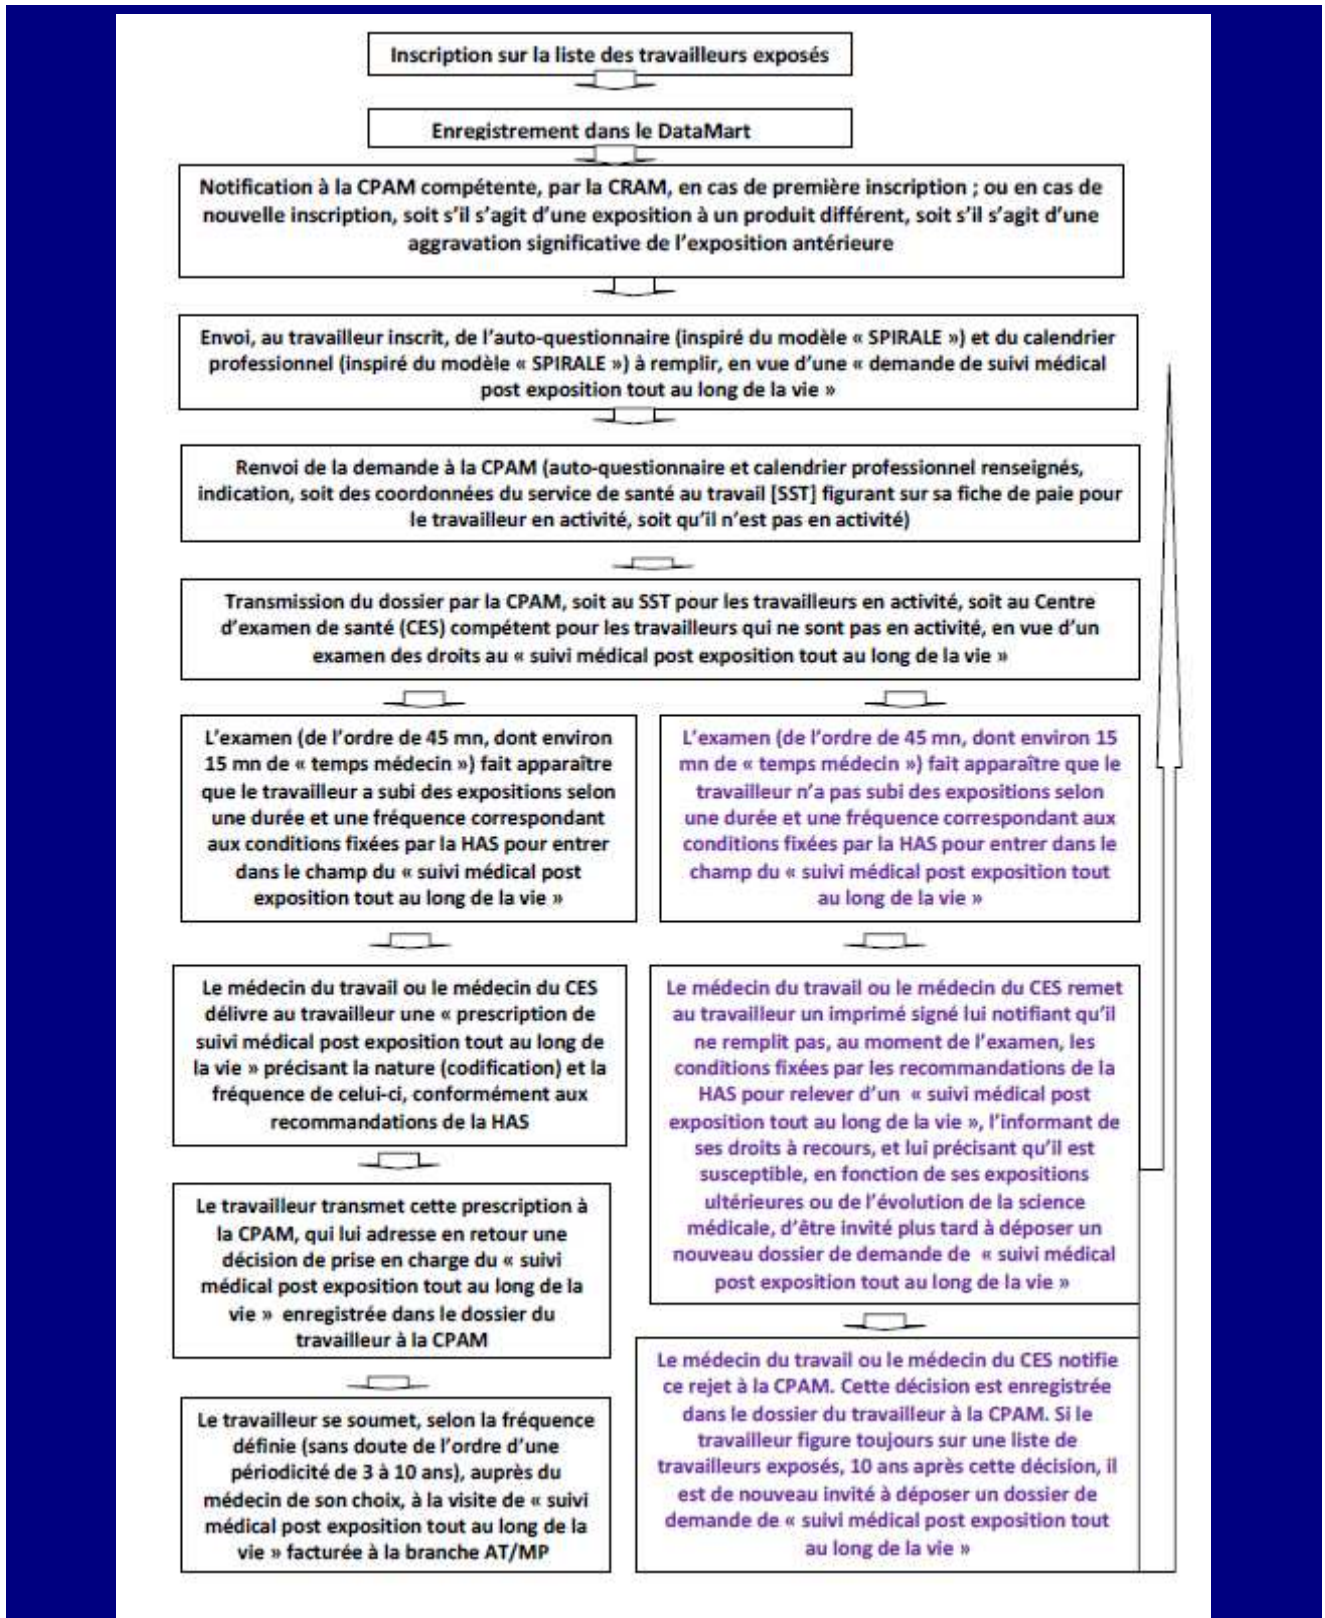 Inscription sur la liste des travailleurs exposés
Enregistrement dans le DataMart
Notification à la CPAM compétente, par la CRAM, en cas de première inscription ; ou en cas de
nouvelle inscription, soit s'il s'agit d'une exposition à un produit différent, soit s'il s'agit d'une
aggravation significative de l'exposition antérieure
Envoi, au travailleur inscrit, de l'auto-questionnaire (inspiré du modèle « SPIRALE ») et du calendrier
professionnel (inspiré du modèle « SPIRALE ») à remplir, en vue d'une « demande de suivi médical
post exposition tout au long de la vie »
Renvoi de la demande à la CPAM (auto-questionnaire et calendrier professionnel renseignés,
indication, soit des coordonnées du service de santé au travail [SST] figurant sur sa fiche de paie pour
le travailleur en activité, soit qu'il n'est pas en activité)
Transmission du dossier par la CPAM, soit au SST pour les travailleurs en activité, soit au Centre
d'examen de santé (CES) compétent pour les travailleurs qui ne sont pas en activité, en vue d'un
examen des droits au « suivi médical post exposition tout au long de la vie »
L'examen (de l'ordre de 45 mn, dont environ
15 mn de « temps médecin ») fait apparaître
que le travailleur a subi des expositions selon
une durée et une fréquence correspondant
aux conditions fixées par la HAS pour entrer
dans le champ du « suivi médical post
exposition tout au long de la vie »
L'examen (de l'ordre de 45 mn, dont environ 15
mn de « temps médecin ») fait apparaître que le
travailleur n'a pas subi des expositions selon
une durée et une fréquence correspondant aux
conditions fixées par la HAS pour entrer dans le
champ du « suivi médical post exposition tout
au long de la vie »
Le médecin du travail ou le médecin du CES
délivre au travailleur une « prescription de
suivi médical post exposition tout au long de
la vie » précisant la nature (codification) et la
fréquence de celui-ci, conformément aux
recommandations de la HAS
Le médecin du travail ou le médecin du CES remet
au travailleur un imprimé signé lui notifiant qu'il
ne remplit pas, au moment de l'examen, les
conditions fixées par les recommandations de la
HAS pour relever d'un « suivi médical post
exposition tout au long de la vie », l'informant de
ses droits à recours, et lui précisant qu'il est
susceptible, en fonction de ses expositions
ultérieures ou de l'évolution de la science
médicale, d'être invité plus tard à déposer un
nouveau dossier de demande de « suivi médical
post exposition tout au long de la vie »
Le travailleur transmet cette prescription à
la CPAM, qui lui adresse en retour une
décision de prise en charge du « suivi
médical post exposition tout au long de la
vie » enregistrée dans le dossier du
travailleur à la CPAM
Le médecin du travail ou le médecin du CES notifie
ce rejet à la CPAM. Cette décision est enregistrée
dans le dossier du travailleur à la CPAM. Si le
travailleur figure toujours sur une liste de
travailleurs exposés, 10 ans après cette décision, il
est de nouveau invité à déposer un dossier de
demande de « suivi médical post exposition tout
au long de la vie »
Le travailleur se soumet, selon la fréquence
définie (sans doute de l'ordre d'une
périodicité de 3 à 10 ans), auprès du
médecin de son choix, à la visite de « suivi
médical post exposition tout au long de la
vie » facturée à la branche AT/MP